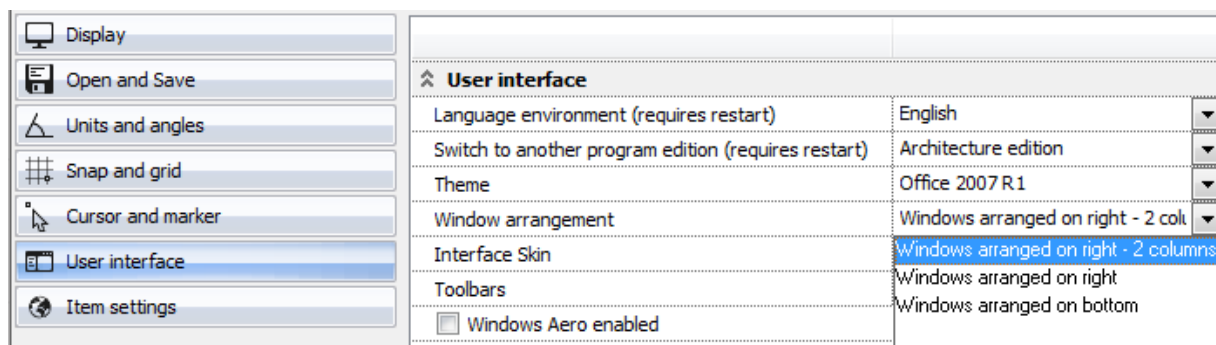 Display
Open and Save
Units and angles
Snap and grid
Cursor and marker
User interface
Item settings
User interface
Language environment (requires restart) English
Switch to another program edition (requires restart) Architecture edition
Theme Office 2007 R1
Window arrangement Windows arranged on right - 2 colu
Interface Skin Windows arranged on right - 2 columns
Windows arranged on right
Toolbars
Windows arranged on bottom
Windows Aero enabled